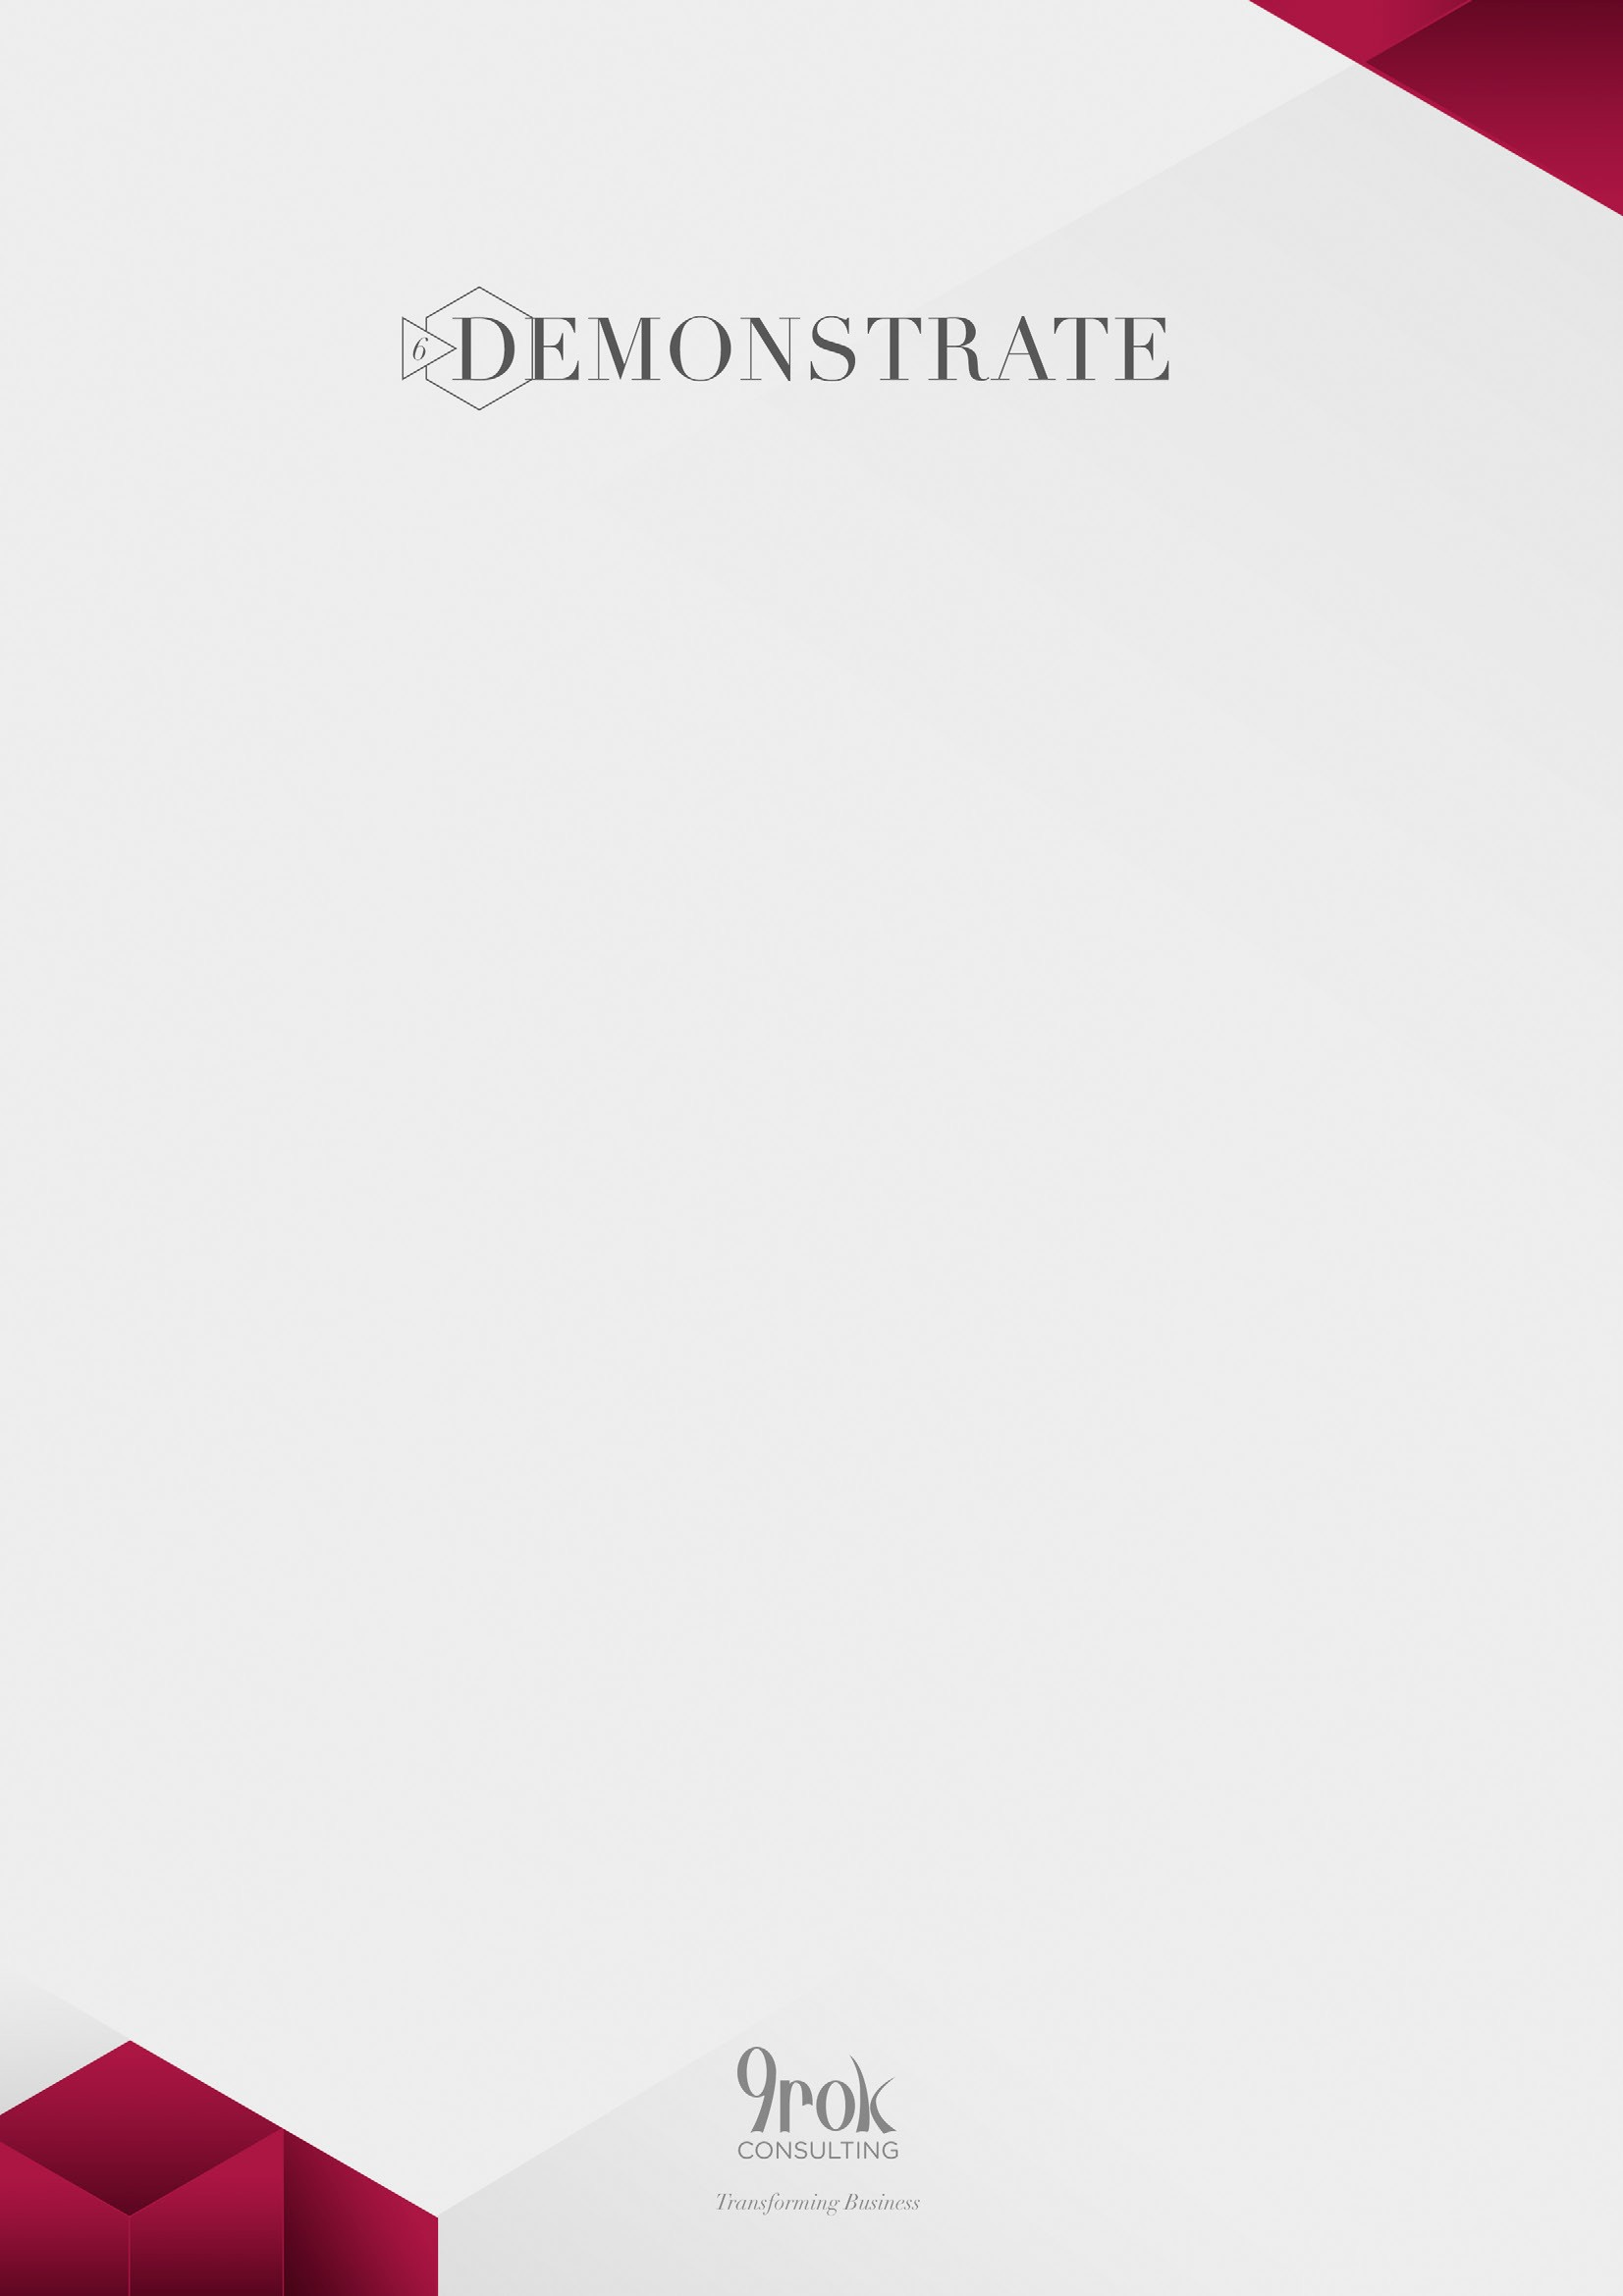 6 DEMONSTRATE
9rok
CONSULTING
Transforming Business